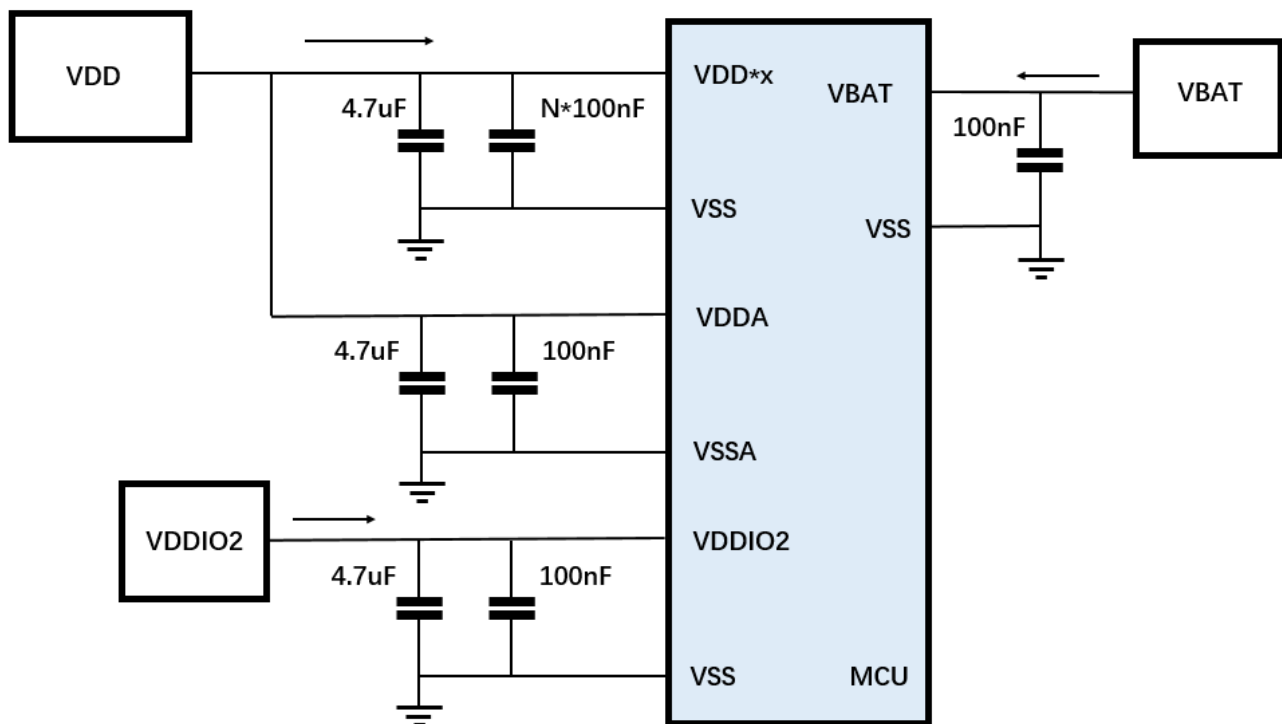 VDD
4.7uF
N*100nF
VDD*x
VSS
VBAT
100nF
VSS
VBAT
VDDA
4.7uF
100nF
VSSA
VDDIO2
VDDIO2
4.7uF
100nF
VSS
MCU